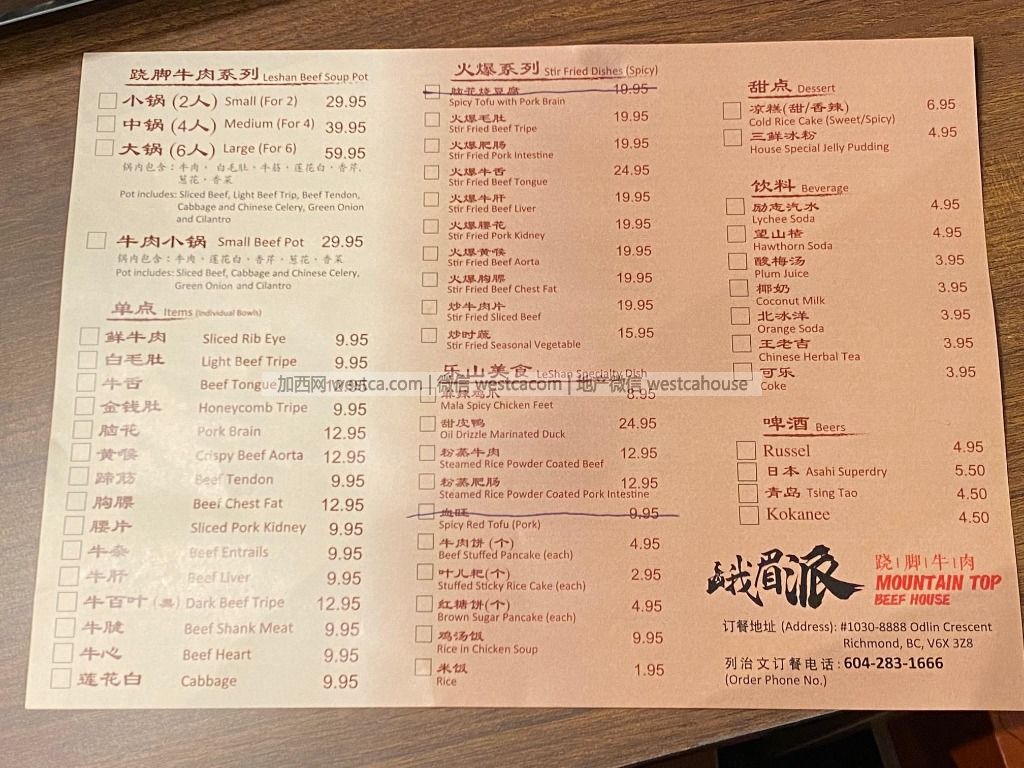 跷脚牛肉系列 Leshan Beef Soup Pot
小锅 (2人) Small (For 2) 29.95
中锅 (4人) Medium (For 4) 39.95
大锅 (6人) Large (For 6) 59.95
锅内包含：牛肉、白毛肚、牛筋、莲花白、香芹、
葱花、香菜
Pot includes: Sliced Beef, Light Beef Trip, Beef Tendon,
Cabbage and Chinese Celery, Green Onion
and Cilantro
牛肉小锅 Small Beef Pot 29.95
锅内包含：牛肉、莲花白、香芹、葱花、香菜
Pot includes: Sliced Beef, Cabbage and Chinese Celery,
Green Onion and Cilantro
单点 Items (Individual Bowls)
鲜牛肉 Sliced Rib Eye 9.95
白毛肚 Light Beef Tripe 9.95
牛舌 Beef Tongue 12.95
金钱肚 Honeycomb Tripe 9.95
脑花 Pork Brain 12.95
黄喉 Crispy Beef Aorta 12.95
蹄筋 Beef Tendon 9.95
胸膘 Beef Chest Fat 12.95
腰片 Sliced Pork Kidney 9.95
牛杂 Beef Entrails 9.95
牛肝 Beef Liver 9.95
牛百叶 (黑) Dark Beef Tripe 12.95
牛腱 Beef Shank Meat 9.95
牛心 Beef Heart 9.95
莲花白 Cabbage 9.95
火爆系列 Stir Fried Dishes (Spicy)
脑花烧豆腐 19.95
Spicy Tofu with Pork Brain
火爆毛肚 19.95
Stir Fried Beef Tripe
火爆肥肠 19.95
Stir Fried Pork Intestine
火爆牛舌 24.95
Stir Fried Beef Tongue
火爆牛肝 19.95
Stir Fried Beef Liver
火爆腰花 19.95
Stir Fried Pork Kidney
火爆黄喉 19.95
Stir Fried Beef Aorta
火爆胸膘 19.95
Stir Fried Beef Chest Fat
炒牛肉片 19.95
Stir Fried Sliced Beef
炒时蔬 15.95
Stir Fried Seasonal Vegetable
乐山美食 LeShan Specialty Dish
麻辣鸡爪 8.95
Mala Spicy Chicken Feet
甜皮鸭 24.95
Oil Drizzle Marinated Duck
粉蒸牛肉 12.95
Steamed Rice Powder Coated Beef
粉蒸肥肠 12.95
Steamed Rice Powder Coated Pork Intestine
血旺 9.95
Spicy Red Tofu (Pork)
牛肉饼 (个) 4.95
Beef Stuffed Pancake (each)
叶儿粑(个) 2.95
Stuffed Sticky Rice Cake (each)
红糖饼(个) 4.95
Brown Sugar Pancake (each)
鸡汤饭 9.95
Rice in Chicken Soup
米饭 1.95
Rice
甜点 Dessert
凉糕(甜/香辣) 6.95
Cold Rice Cake (Sweet/Spicy)
三鲜冰粉 4.95
House Special Jelly Pudding
饮料 Beverage
励志汽水 4.95
Lychee Soda
望山楂 4.95
Hawthorn Soda
酸梅汤 3.95
Plum Juice
椰奶 3.95
Coconut Milk
北冰洋 3.95
Orange Soda
王老吉 3.95
Chinese Herbal Tea
可乐 3.95
Coke
啤酒 Beers
Russel 4.95
日本 Asahi Superdry 5.50
青岛 Tsing Tao 4.50
Kokanee 4.50
峨眉派 跷|脚|牛|肉
MOUNTAIN TOP
BEEF HOUSE
订餐地址 (Address): #1030-8888 Odlin Crescent
Richmond, BC, V6X 3Z8
列治文订餐电话: 604-283-1666
(Order Phone No.)
加西网 westca.com | 微信 westcacom | 地产微信 westcahouse